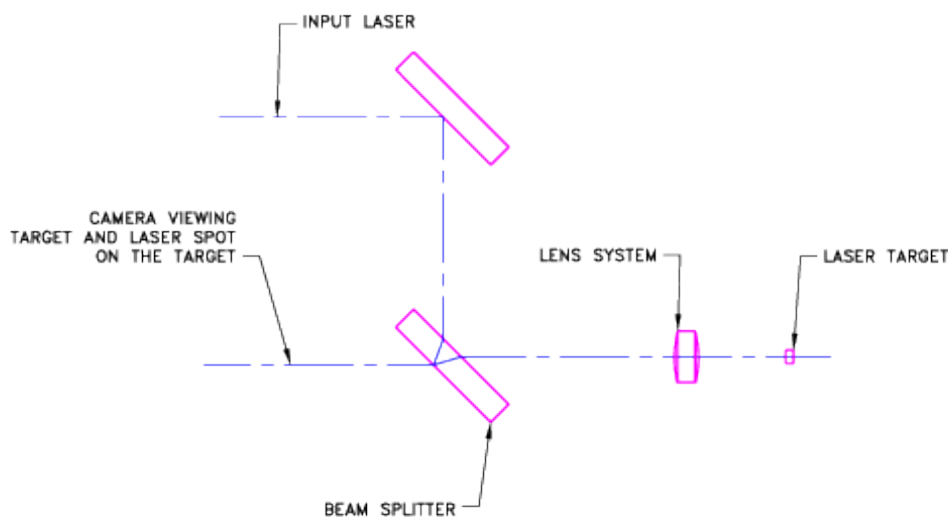 INPUT LASER
CAMERA VIEWING
TARGET AND LASER SPOT
ON THE TARGET
LENS SYSTEM
LASER TARGET
BEAM SPLITTER